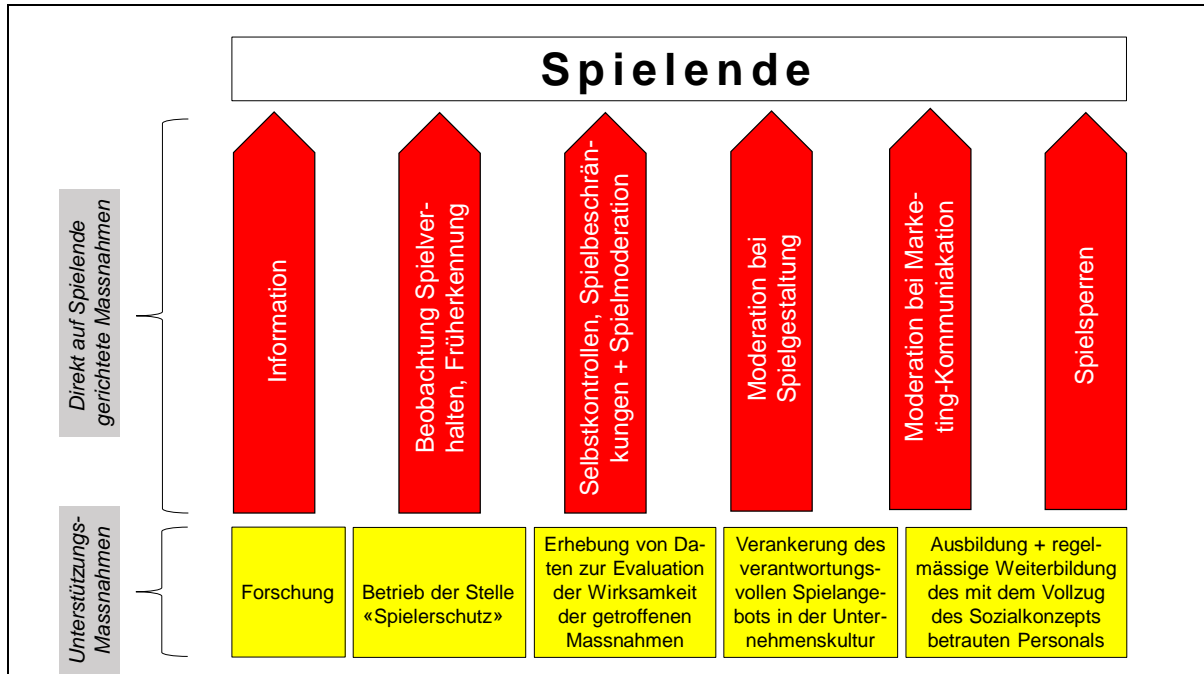 Spielende
Direkt auf Spielende
gerichtete Massnahmen
Information
Beobachtung Spielver-
halten, Früherkennung
Selbstkontrollen, Spielbeschrän-
kungen + Spielmoderation
Moderation bei
Spielgestaltung
Moderation bei Marke-
ting-Kommuniakation
Spielsperren
Unterstützungs-
Massnahmen
Forschung
Betrieb der Stelle
«Spielerschutz»
Erhebung von Da-
ten zur Evaluation
der Wirksamkeit
der getroffenen
Massnahmen
Verankerung des
verantwortungs-
vollen Spielange-
bots in der Unter-
nehmenskultur
Ausbildung + regel-
mässige Weiterbildung
des mit dem Vollzug
des Sozialkonzepts
betrauten Personals